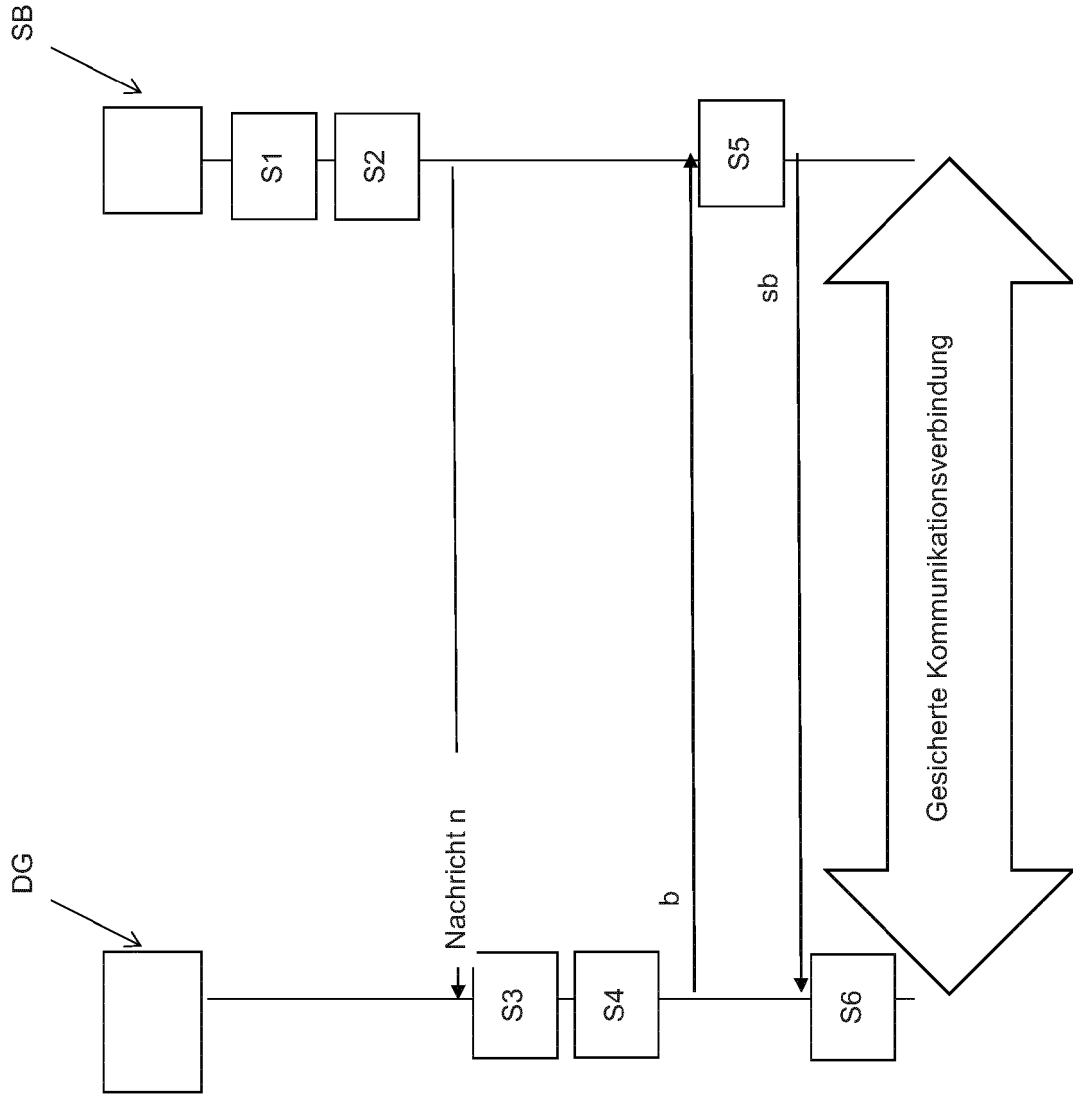 DG
SB
S1
S2
Nachricht n
S3
S4
b
S5
sb
S6
Gesicherte Kommunikationsverbindung